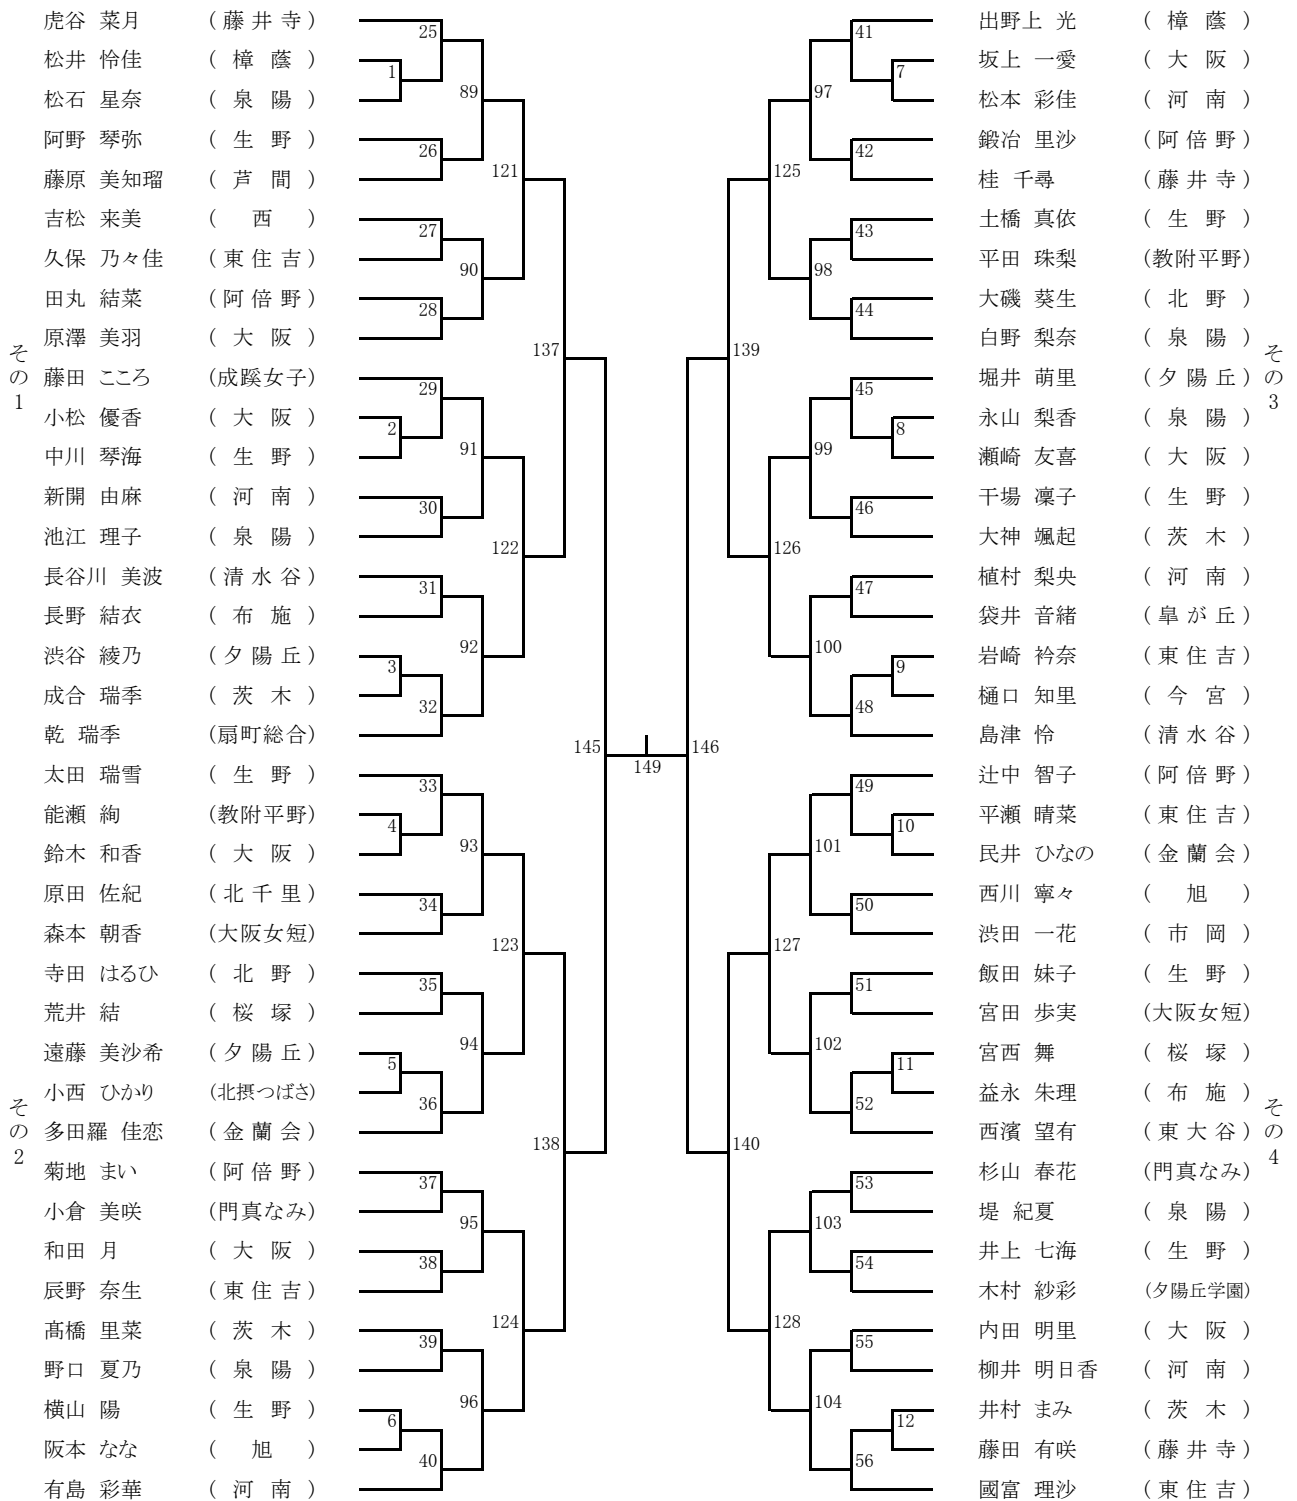 虎谷 菜月 (藤井寺)
松井 怜佳 (樟蔭)
松石 星奈 (泉陽)
阿野 琴弥 (生野)
藤原 美知瑠 (芦間)
吉松 来美 (西)
久保 乃々佳 (東住吉)
田丸 結菜 (阿倍野)
原澤 美羽 (大阪)
藤田 こころ (成蹊女子)
小松 優香 (大阪)
中川 琴海 (生野)
新開 由麻 (河南)
池江 理子 (泉陽)
長谷川 美波 (清水谷)
長野 結衣 (布施)
渋谷 綾乃 (夕陽丘)
成合 瑞季 (茨木)
乾 瑞季 (扇町総合)
太田 瑞雪 (生野)
能瀬 絢 (教附平野)
鈴木 和香 (大阪)
原田 佐紀 (北千里)
森本 朝香 (大阪女短)
寺田 はるひ (北野)
荒井 結 (桜塚)
遠藤 美沙希 (夕陽丘)
小西 ひかり (北摂つばさ)
多田羅 佳恋 (金蘭会)
菊地 まい (阿倍野)
小倉 美咲 (門真なみ)
和田 月 (大阪)
辰野 奈生 (東住吉)
髙橋 里菜 (茨木)
野口 夏乃 (泉陽)
横山 陽 (生野)
阪本 なな (旭)
有島 彩華 (河南)
その1
その2
1
2
3
4
5
6
25
26
27
28
29
30
31
32
33
34
35
36
37
38
39
40
89
90
91
92
93
94
95
96
121
122
123
124
137
138
145
149
146
139
140
125
126
127
128
97
98
99
100
101
102
103
104
41
42
43
44
45
46
47
48
49
50
51
52
53
54
55
56
7
8
9
10
11
12
出野上 光 (樟蔭)
坂上 一愛 (大阪)
松本 彩佳 (河南)
鍛冶 里沙 (阿倍野)
桂 千尋 (藤井寺)
土橋 真依 (生野)
平田 珠梨 (教附平野)
大磯 葵生 (北野)
白野 梨奈 (泉陽)
堀井 萌里 (夕陽丘)
永山 梨香 (泉陽)
瀬崎 友喜 (大阪)
干場 凜子 (生野)
大神 颯起 (茨木)
植村 梨央 (河南)
袋井 音緒 (皐が丘)
岩崎 衿奈 (東住吉)
樋口 知里 (今宮)
島津 怜 (清水谷)
辻中 智子 (阿倍野)
平瀬 晴菜 (東住吉)
民井 ひなの (金蘭会)
西川 寧々 (旭)
渋田 一花 (市岡)
飯田 妹子 (生野)
宮田 歩実 (大阪女短)
宮西 舞 (桜塚)
益永 朱理 (布施)
西濱 望有 (東大谷)
杉山 春花 (門真なみ)
堤 紀夏 (泉陽)
井上 七海 (生野)
木村 紗彩 (夕陽丘学園)
内田 明里 (大阪)
柳井 明日香 (河南)
井村 まみ (茨木)
藤田 有咲 (藤井寺)
國富 理沙 (東住吉)
その3
その4